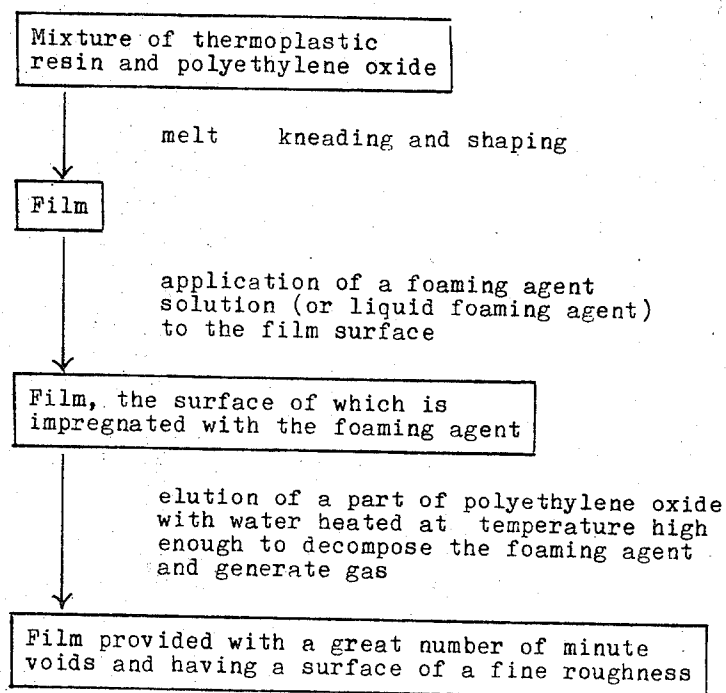 Mixture of thermoplastic
resin and polyethylene oxide
melt kneading and shaping
Film
application of a foaming agent
solution (or liquid foaming agent)
to the film surface
Film, the surface of which is
impregnated with the foaming agent
elution of a part of polyethylene oxide
with water heated at temperature high
enough to decompose the foaming agent
and generate gas
Film provided with a great number of minute
voids and having a surface of a fine roughness